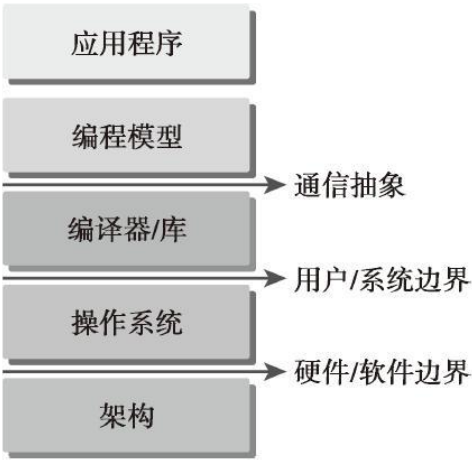 应用程序
编程模型
通信抽象
编译器/库
用户/系统边界
操作系统
硬件/软件边界
架构